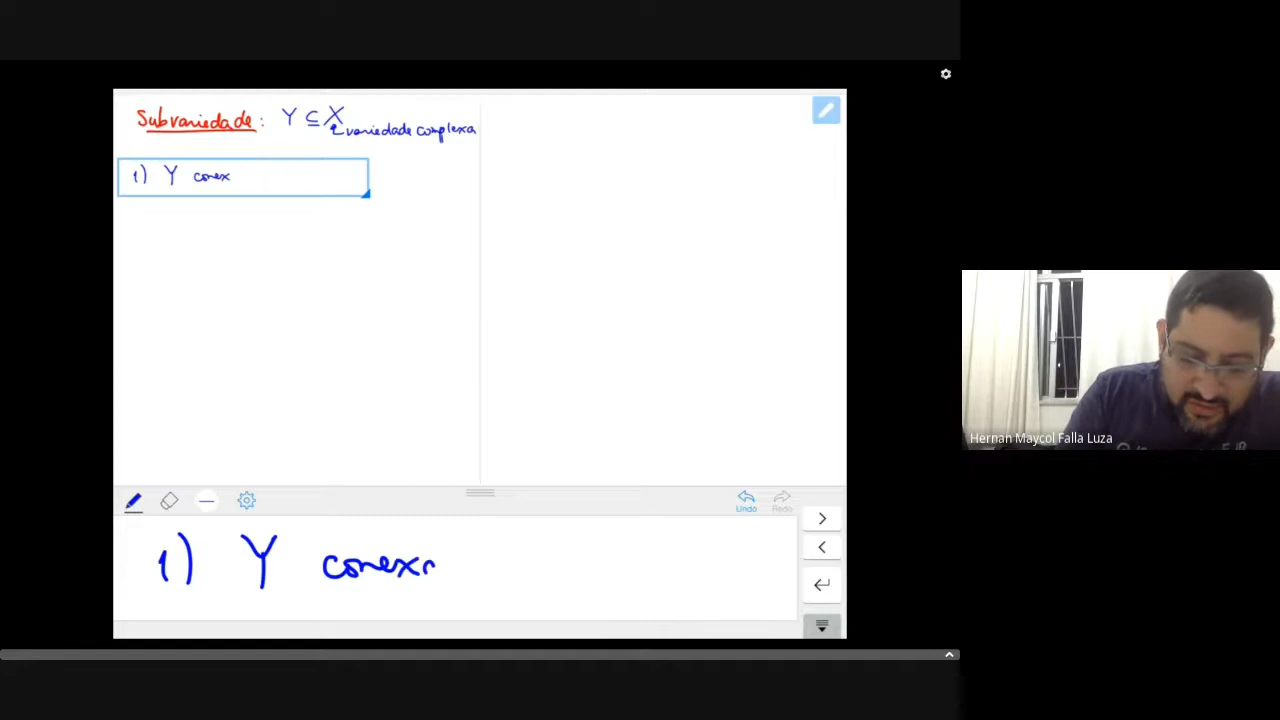 Subvariedade: Y ⊆ X
variedade complexa
1) Y conex
Undo Redo
1) Y conexo
Hernan Maycol Falla Luza